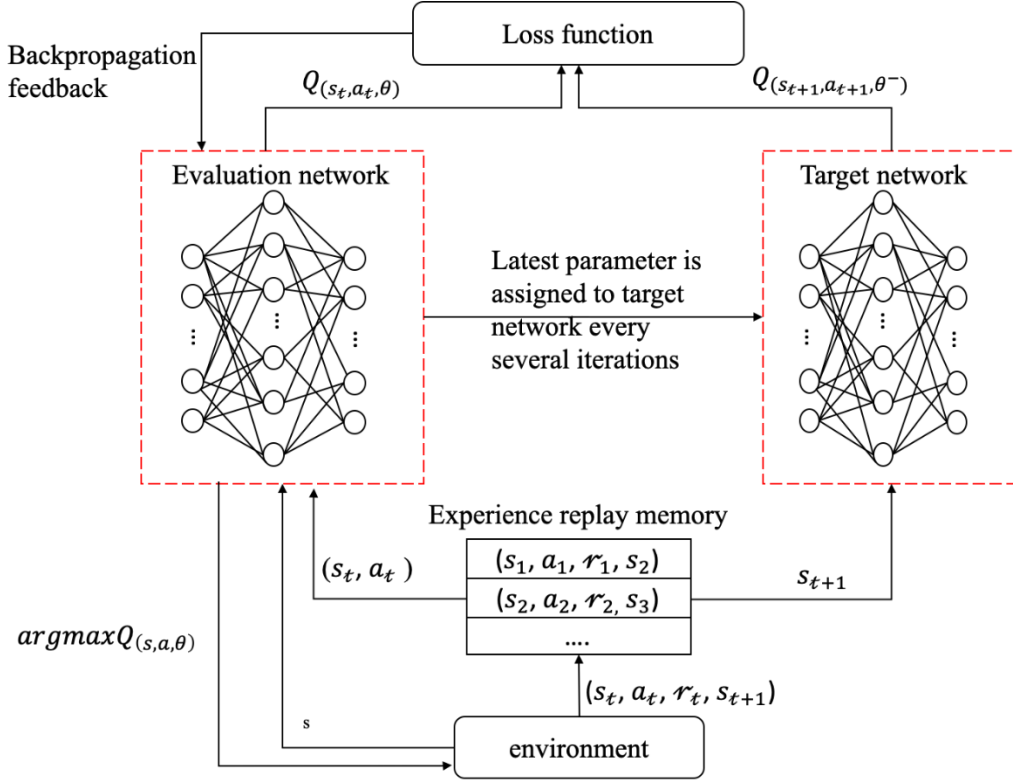 Loss function
Backpropagation
feedback
Q(sₜ,aₜ,θ)
Q(sₜ₊₁,aₜ₊₁,θ⁻)
Evaluation network
Target network
Latest parameter is
assigned to target
network every
several iterations
...
...
...
...
...
...
Experience replay memory
(s₁, a₁, r₁, s₂)
(s₂, a₂, r₂, s₃)
....
(sₜ, aₜ )
sₜ₊₁
argmaxQ(s,a,θ)
(sₜ, aₜ, rₜ, sₜ₊₁)
s
environment